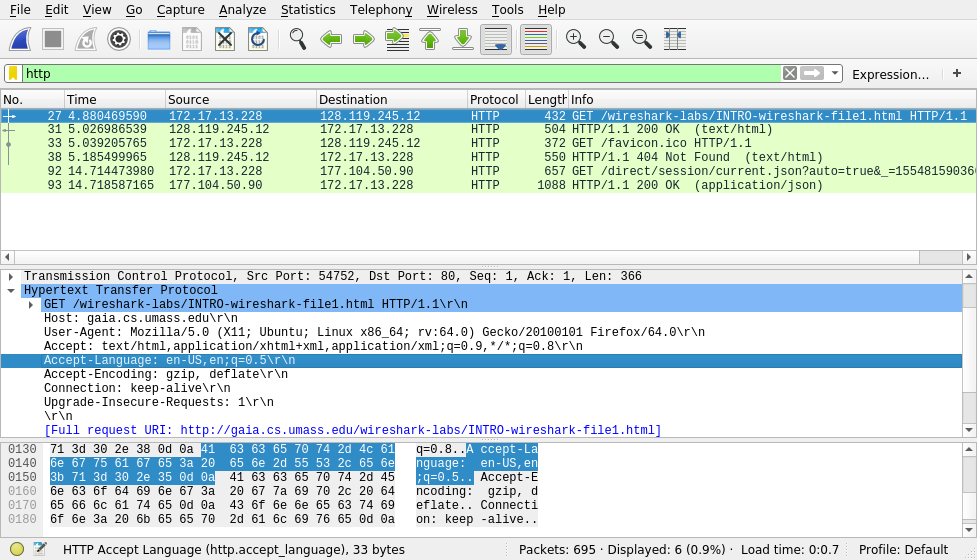 File Edit View Go Capture Analyze Statistics Telephony Wireless Tools Help
http Expression… +
No. Time Source Destination Protocol Length Info
27 4.880469590 172.17.13.228 128.119.245.12 HTTP 432 GET /wireshark-labs/INTRO-wireshark-file1.html HTTP/1.1
31 5.026986539 128.119.245.12 172.17.13.228 HTTP 504 HTTP/1.1 200 OK (text/html)
33 5.039205765 172.17.13.228 128.119.245.12 HTTP 372 GET /favicon.ico HTTP/1.1
38 5.185499965 128.119.245.12 172.17.13.228 HTTP 550 HTTP/1.1 404 Not Found (text/html)
92 14.714473980 172.17.13.228 177.104.50.90 HTTP 657 GET /direct/session/current.json?auto=true&_=155481590360
93 14.718587165 177.104.50.90 172.17.13.228 HTTP 1088 HTTP/1.1 200 OK (application/json)
Transmission Control Protocol, Src Port: 54752, Dst Port: 80, Seq: 1, Ack: 1, Len: 366
Hypertext Transfer Protocol
GET /wireshark-labs/INTRO-wireshark-file1.html HTTP/1.1\r\n
Host: gaia.cs.umass.edu\r\n
User-Agent: Mozilla/5.0 (X11; Ubuntu; Linux x86_64; rv:64.0) Gecko/20100101 Firefox/64.0\r\n
Accept: text/html,application/xhtml+xml,application/xml;q=0.9,*/*;q=0.8\r\n
Accept-Language: en-US,en;q=0.5\r\n
Accept-Encoding: gzip, deflate\r\n
Connection: keep-alive\r\n
Upgrade-Insecure-Requests: 1\r\n
\r\n
[Full request URI: http://gaia.cs.umass.edu/wireshark-labs/INTRO-wireshark-file1.html]
0130 71 3d 30 2e 38 0d 0a 41 63 63 65 70 74 2d 4c 61 q=0.8..A ccept-La
0140 6e 67 75 61 67 65 3a 20 65 6e 2d 55 53 2c 65 6e nguage: en-US,en
0150 3b 71 3d 30 2e 35 0d 0a 41 63 63 65 70 74 2d 45 ;q=0.5.. Accept-E
0160 6e 63 6f 64 69 6e 67 3a 20 67 7a 69 70 2c 20 64 ncoding: gzip, d
0170 65 66 6c 61 74 65 0d 0a 43 6f 6e 6e 65 63 74 69 eflate.. Connecti
0180 6f 6e 3a 20 6b 65 65 70 2d 61 6c 69 76 65 0d 0a on: keep -alive..
HTTP Accept Language (http.accept_language), 33 bytes Packets: 695 · Displayed: 6 (0.9%) · Load time: 0:0.7 Profile: Default